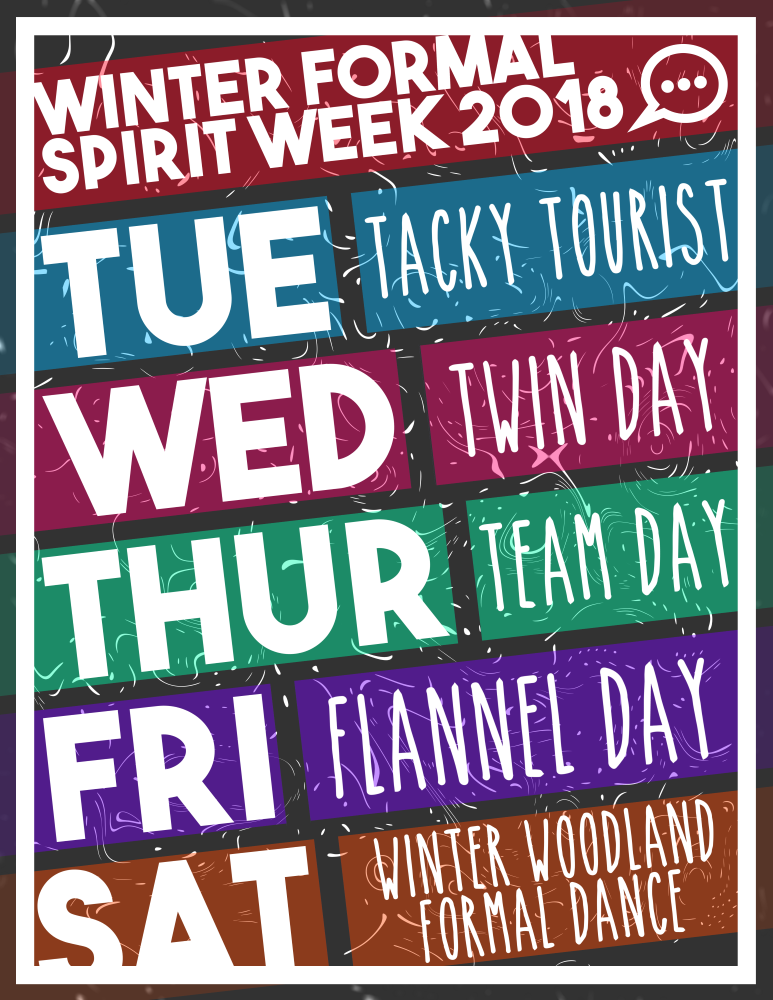 WINTER FORMAL
SPIRIT WEEK 2018
TUE
TACKY TOURIST
WED
TWIN DAY
THUR
TEAM DAY
FRI
FLANNEL DAY
SAT
WINTER WOODLAND
FORMAL DANCE